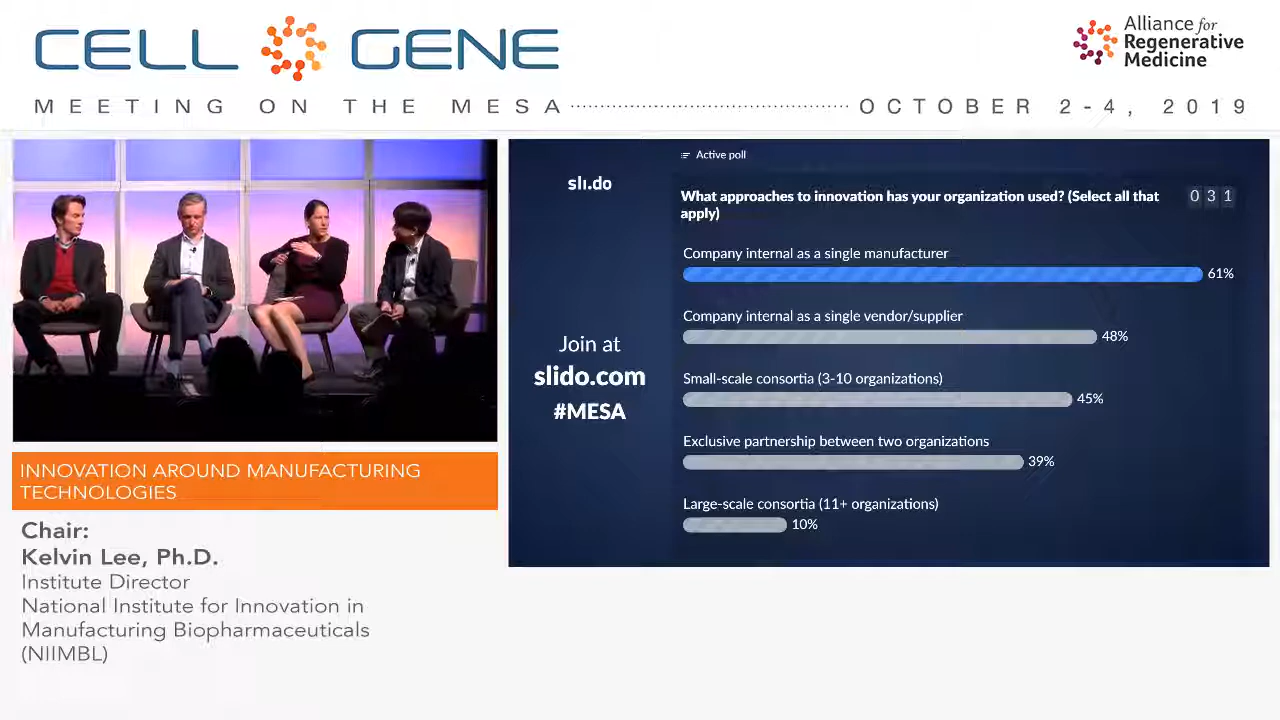 CELL GENE
Alliance for
Regenerative
Medicine
MEETING ON THE MESA
OCTOBER 2-4, 2019
sli.do
Join at
slido.com
#MESA
Active poll
What approaches to innovation has your organization used? (Select all that
apply)
031
Company internal as a single manufacturer
61%
Company internal as a single vendor/supplier
48%
Small-scale consortia (3-10 organizations)
45%
Exclusive partnership between two organizations
39%
Large-scale consortia (11+ organizations)
10%
INNOVATION AROUND MANUFACTURING
TECHNOLOGIES
Chair:
Kelvin Lee, Ph.D.
Institute Director
National Institute for Innovation in
Manufacturing Biopharmaceuticals
(NIIMBL)